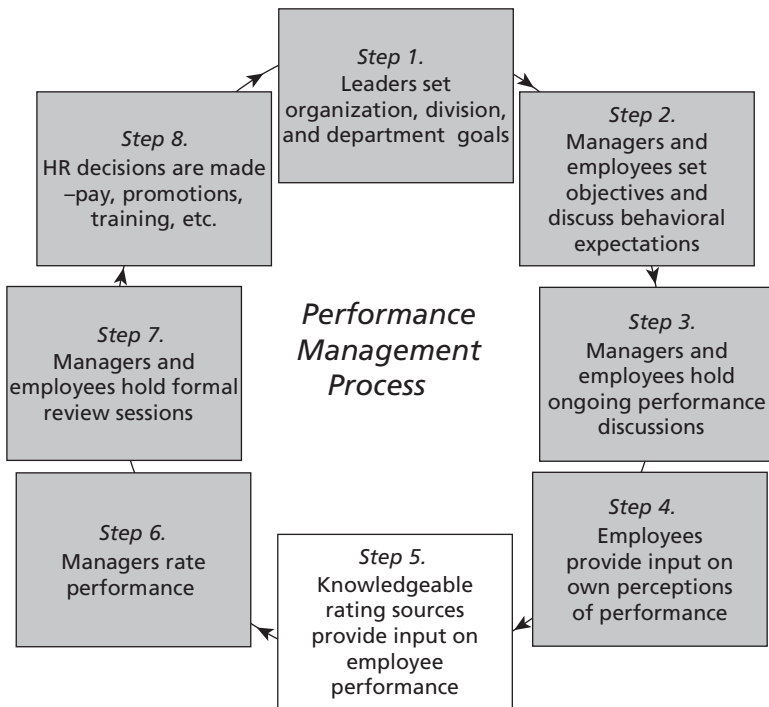 Step 1.
Leaders set
organization, division,
and department goals
Step 2.
Managers and
employees set
objectives and
discuss behavioral
expectations
Step 3.
Managers and
employees hold
ongoing performance
discussions
Step 4.
Employees
provide input on
own perceptions
of performance
Step 5.
Knowledgeable
rating sources
provide input on
employee
performance
Step 6.
Managers rate
performance
Step 7.
Managers and
employees hold formal
review sessions
Step 8.
HR decisions are made
–pay, promotions,
training, etc.
Performance
Management
Process